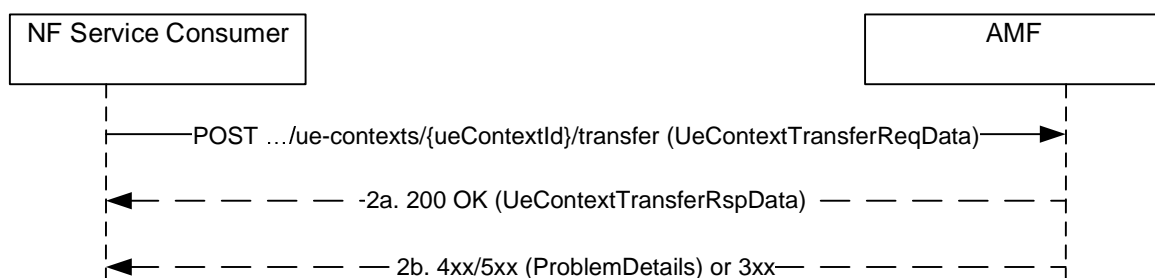 NF Service Consumer
AMF
POST …/ue-contexts/{ueContextId}/transfer (UeContextTransferReqData)
2a. 200 OK (UeContextTransferRspData)
2b. 4xx/5xx (ProblemDetails) or 3xx